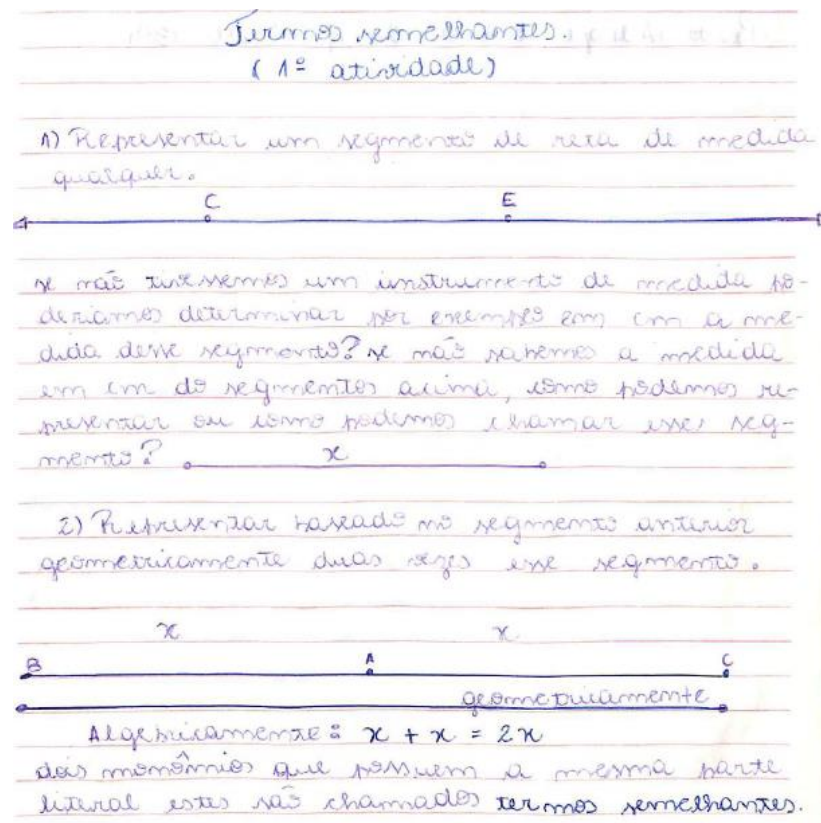 Termos semelhantes.
(1ª atividade)
1) Representar um segmento de reta de medida
qualquer.
C E
se não tivessemos um instrumento de medida po-
deriamos determinar por exemplo em cm a me-
dida desse segmento? se não sabemos a medida
em cm do segmentos acima, como podemos re-
presentar ou como podemos chamar esse seg-
mento? x
2) Representar baseado no segmento anterior
geometricamente duas vezes esse segmento.
x x
B A C
geometricamente
Algebricamente: x + x = 2x
dois monômios que possuem a mesma parte
literal estes são chamados termos semelhantes.